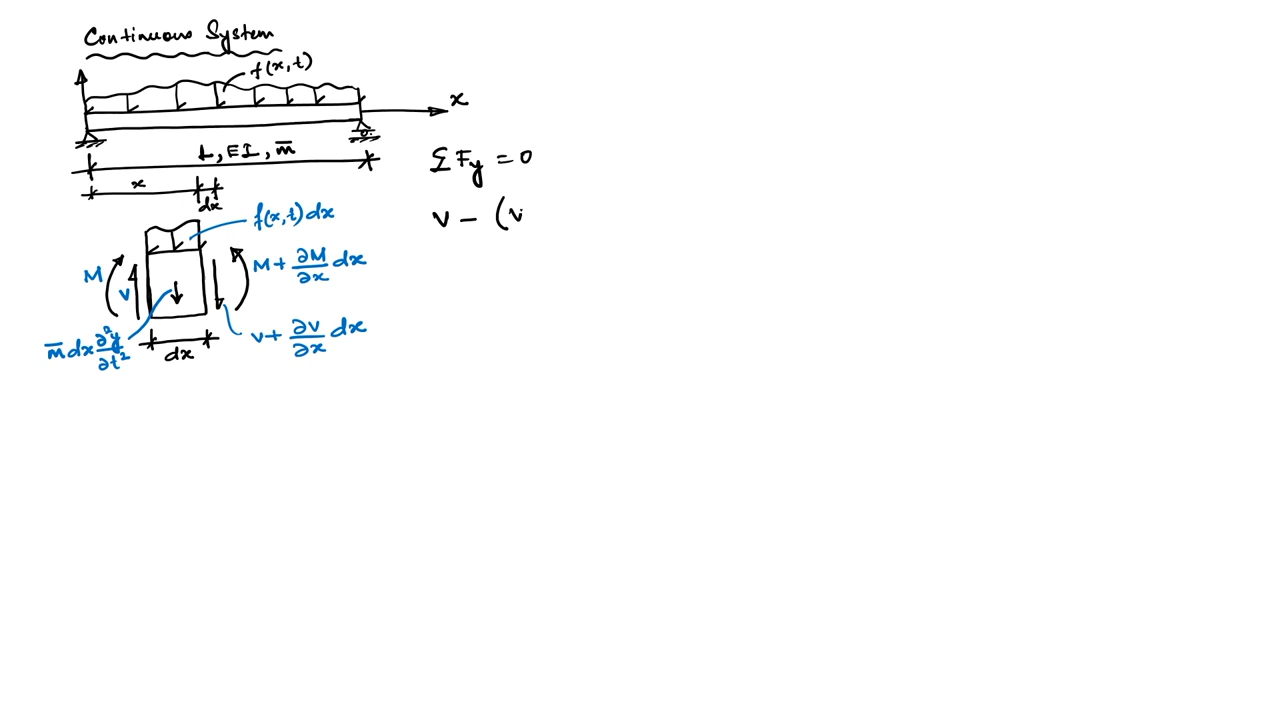 Continuous System
f(x,t)
x
L, EI, m̅
x
dx
f(x,t)dx
M
V
M + ∂M/∂x dx
m̅dx ∂²y/∂t²
V + ∂V/∂x dx
dx
ΣFy = 0
V − (V